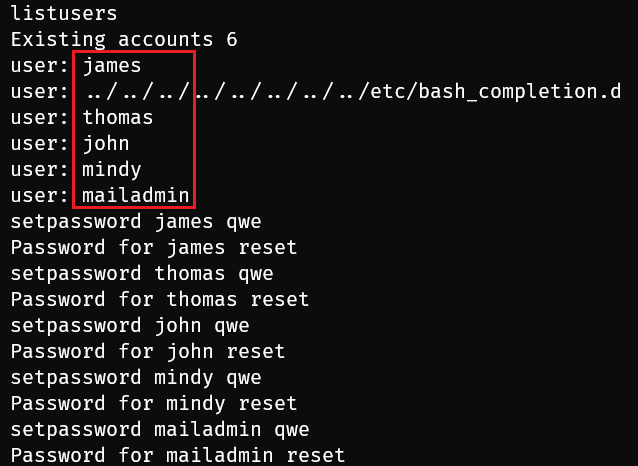 listusers
Existing accounts 6
user: james
user: ../../../../../../../../etc/bash_completion.d
user: thomas
user: john
user: mindy
user: mailadmin
setpassword james qwe
Password for james reset
setpassword thomas qwe
Password for thomas reset
setpassword john qwe
Password for john reset
setpassword mindy qwe
Password for mindy reset
setpassword mailadmin qwe
Password for mailadmin reset